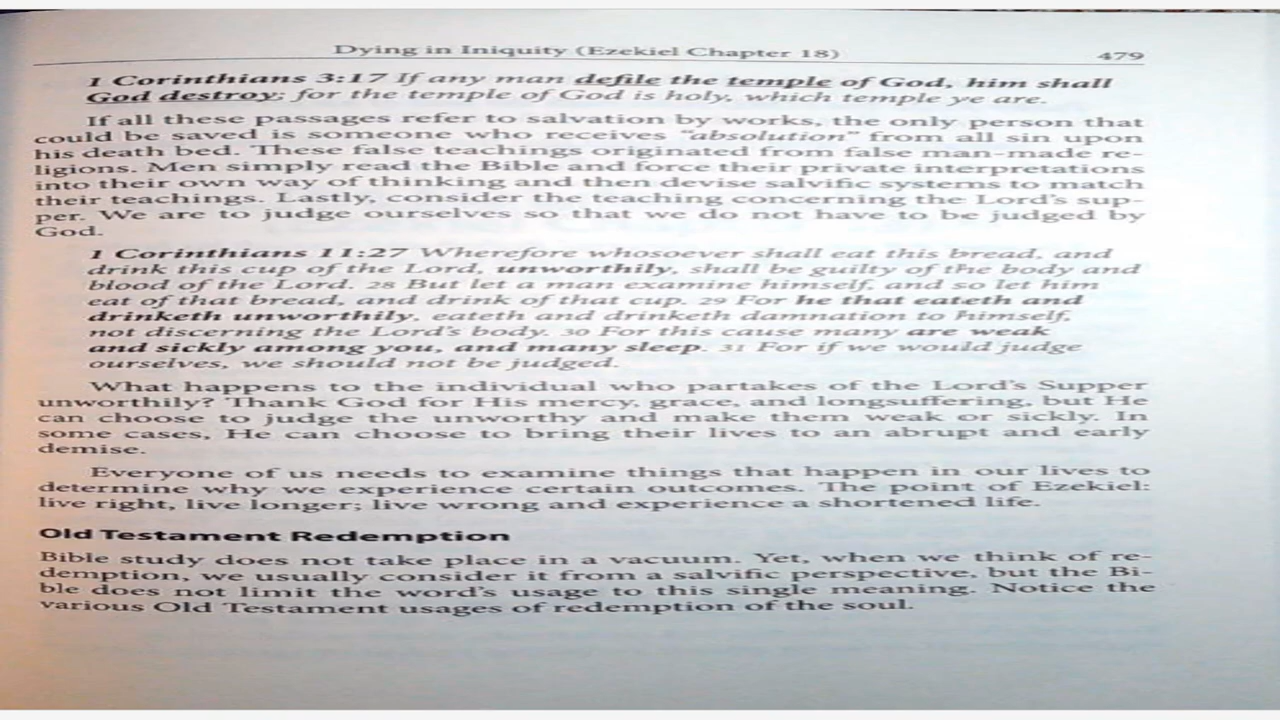 Dying in Iniquity (Ezekiel Chapter 18) 479
1 Corinthians 3:17 If any man defile the temple of God, him shall
God destroy; for the temple of God is holy, which temple ye are.
If all these passages refer to salvation by works, the only person that
could be saved is someone who receives “absolution” from all sin upon
his death bed. These false teachings originated from false man-made re-
ligions. Men simply read the Bible and force their private interpretations
into their own way of thinking and then devise salvific systems to match
their teachings. Lastly, consider the teaching concerning the Lord's sup-
per. We are to judge ourselves so that we do not have to be judged by
God.
1 Corinthians 11:27 Wherefore whosoever shall eat this bread, and
drink this cup of the Lord, unworthily, shall be guilty of the body and
blood of the Lord. 28 But let a man examine himself, and so let him
eat of that bread, and drink of that cup. 29 For he that eateth and
drinketh unworthily, eateth and drinketh damnation to himself,
not discerning the Lord's body. 30 For this cause many are weak
and sickly among you, and many sleep. 31 For if we would judge
ourselves, we should not be judged.
What happens to the individual who partakes of the Lord's Supper
unworthily? Thank God for His mercy, grace, and longsuffering, but He
can choose to judge the unworthy and make them weak or sickly. In
some cases, He can choose to bring their lives to an abrupt and early
demise.
Everyone of us needs to examine things that happen in our lives to
determine why we experience certain outcomes. The point of Ezekiel:
live right, live longer; live wrong and experience a shortened life.
Old Testament Redemption
Bible study does not take place in a vacuum. Yet, when we think of re-
demption, we usually consider it from a salvific perspective, but the Bi-
ble does not limit the word's usage to this single meaning. Notice the
various Old Testament usages of redemption of the soul.